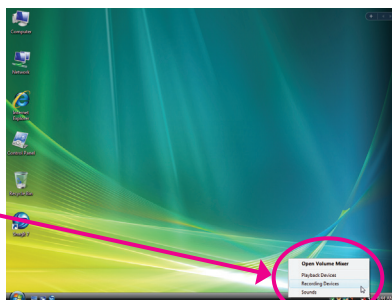 Computer
Network
Internet
Explorer
Control Panel
Recycle Bin
Open Volume Mixer
Playback Devices
Recording Devices
Sounds